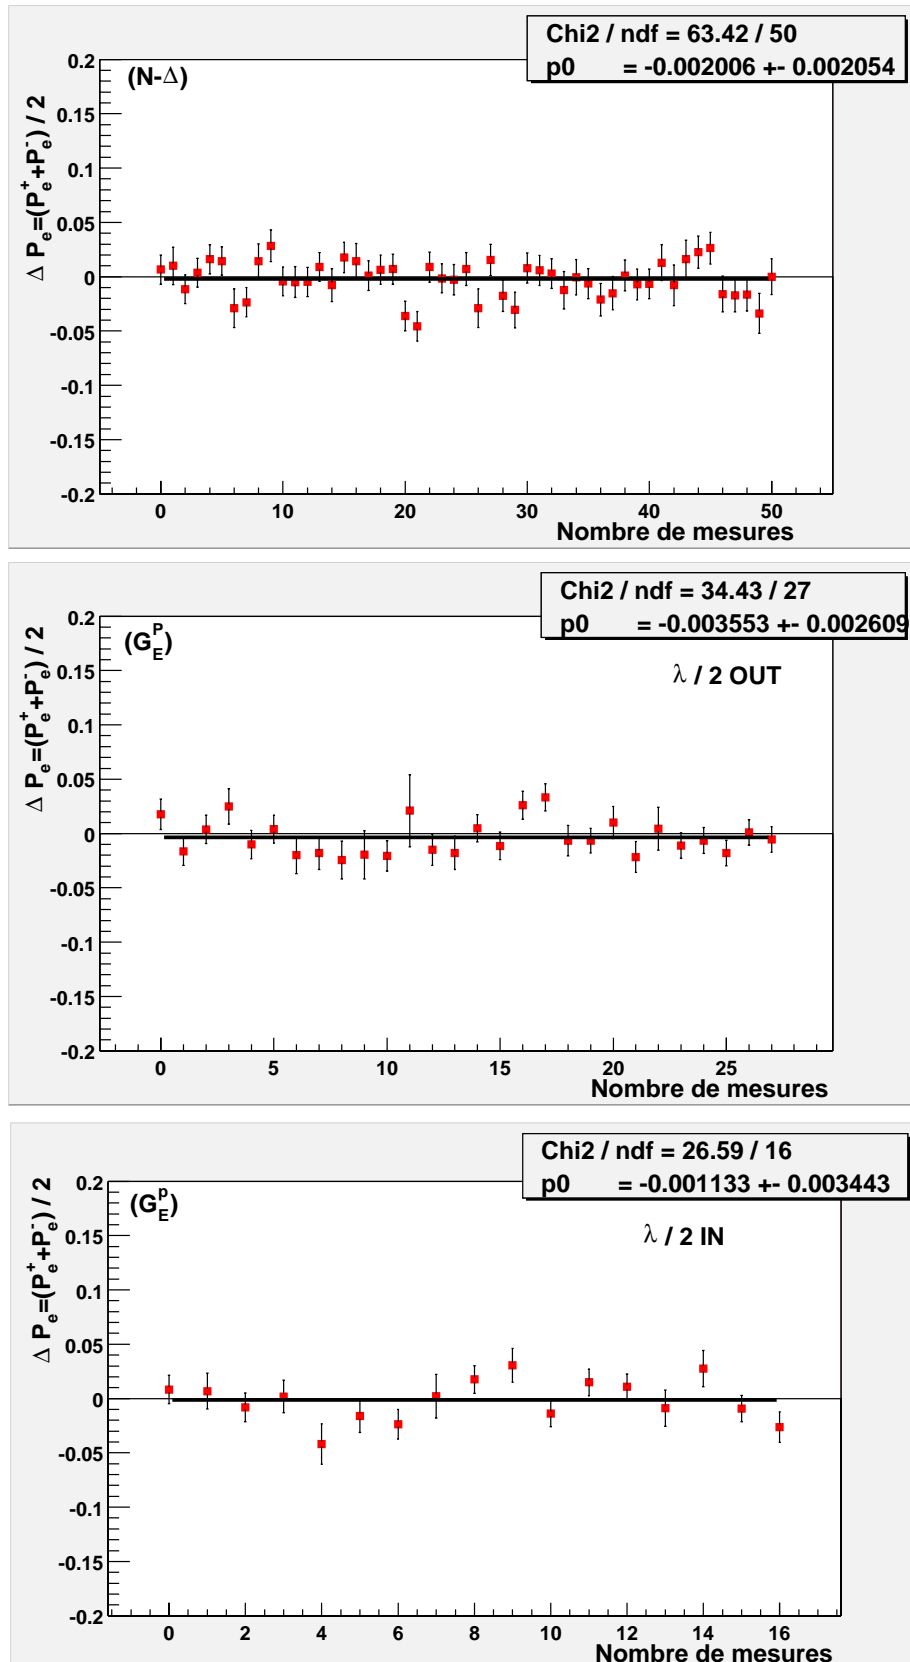 Chi2 / ndf = 63.42 / 50
p0 = -0.002006 +- 0.002054
(N-Δ)
Δ P_e=(P_e^+ +P_e^-) / 2
0.2
0.15
0.1
0.05
0
-0.05
-0.1
-0.15
-0.2
0 10 20 30 40 50
Nombre de mesures
Chi2 / ndf = 34.43 / 27
p0 = -0.003553 +- 0.002609
(G_E^P)
λ / 2 OUT
Δ P_e=(P_e^+ +P_e^-) / 2
0.2
0.15
0.1
0.05
0
-0.05
-0.1
-0.15
-0.2
0 5 10 15 20 25
Nombre de mesures
Chi2 / ndf = 26.59 / 16
p0 = -0.001133 +- 0.003443
(G_E^p)
λ / 2 IN
Δ P_e=(P_e^+ +P_e^-) / 2
0.2
0.15
0.1
0.05
0
-0.05
-0.1
-0.15
-0.2
0 2 4 6 8 10 12 14 16
Nombre de mesures